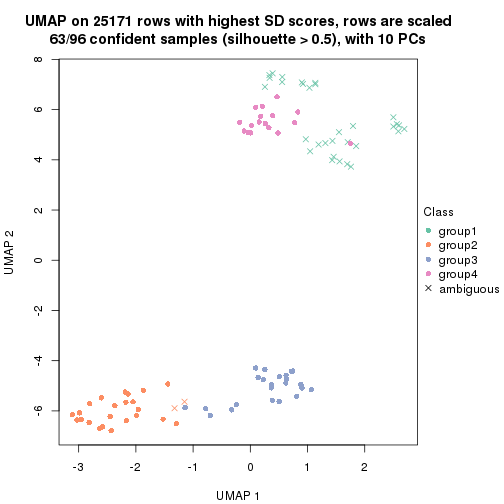 UMAP on 25171 rows with highest SD scores, rows are scaled
63/96 confident samples (silhouette > 0.5), with 10 PCs
8
6
4
2
0
-2
-4
-6
UMAP 2
-3
-2
-1
0
1
2
UMAP 1
Class
group1
group2
group3
group4
ambiguous